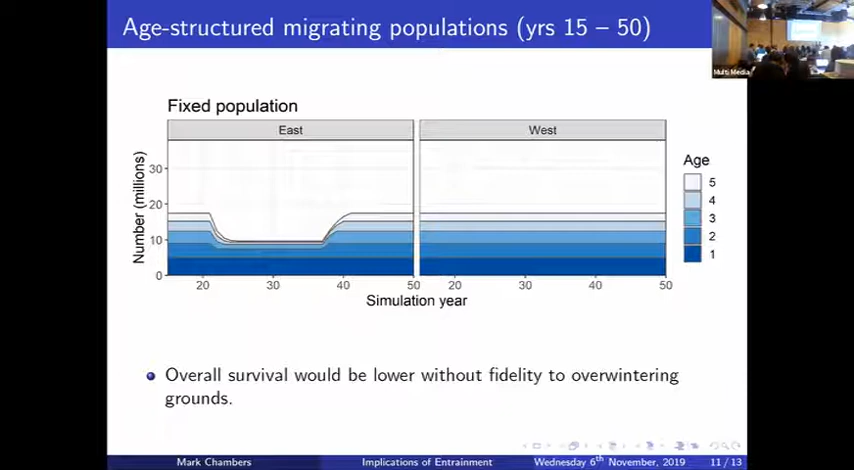 Age-structured migrating populations (yrs 15 – 50)
Multi Media
Fixed population
East
West
Number (millions)
30
20
10
0
Age
5
4
3
2
1
20
30
40
50
20
30
40
50
Simulation year
Overall survival would be lower without fidelity to overwintering
grounds.
Mark Chambers
Implications of Entrainment
Wednesday 6th November, 2019
11 / 13